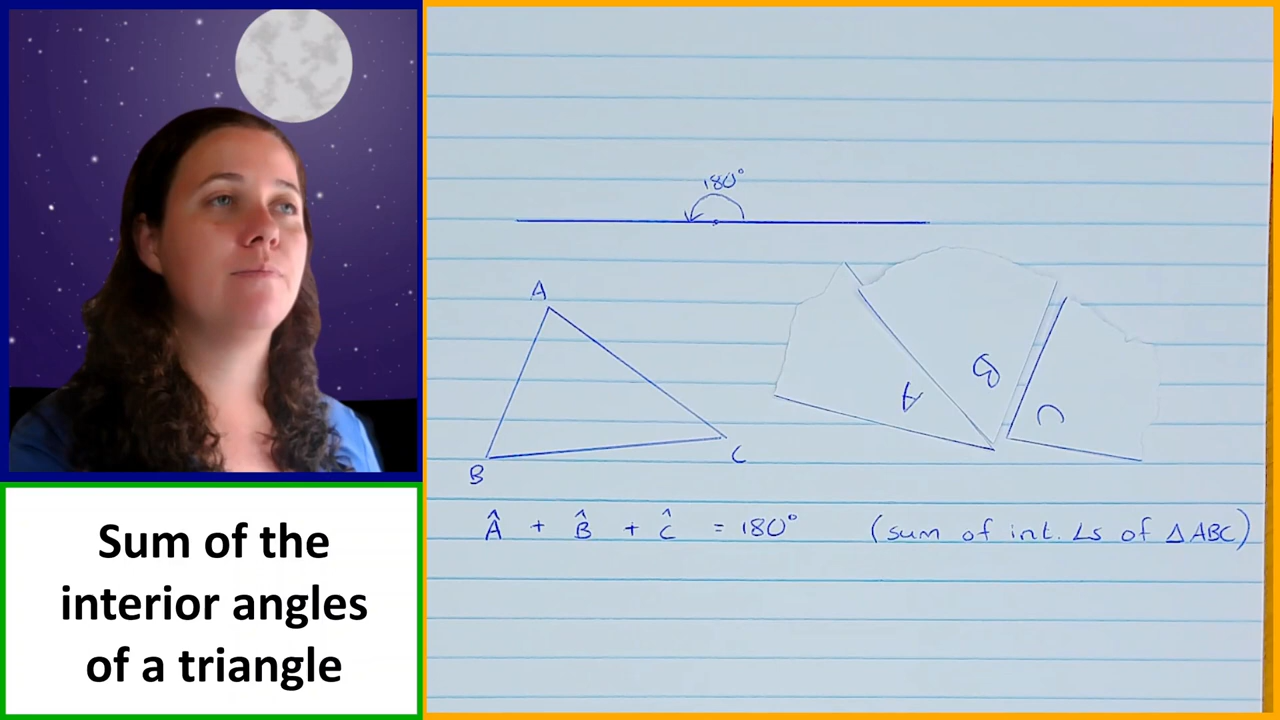 180°
A
B
C
A
B
C
Â + B̂ + Ĉ = 180° (sum of int. ∠s of ΔABC)
Sum of the
interior angles
of a triangle